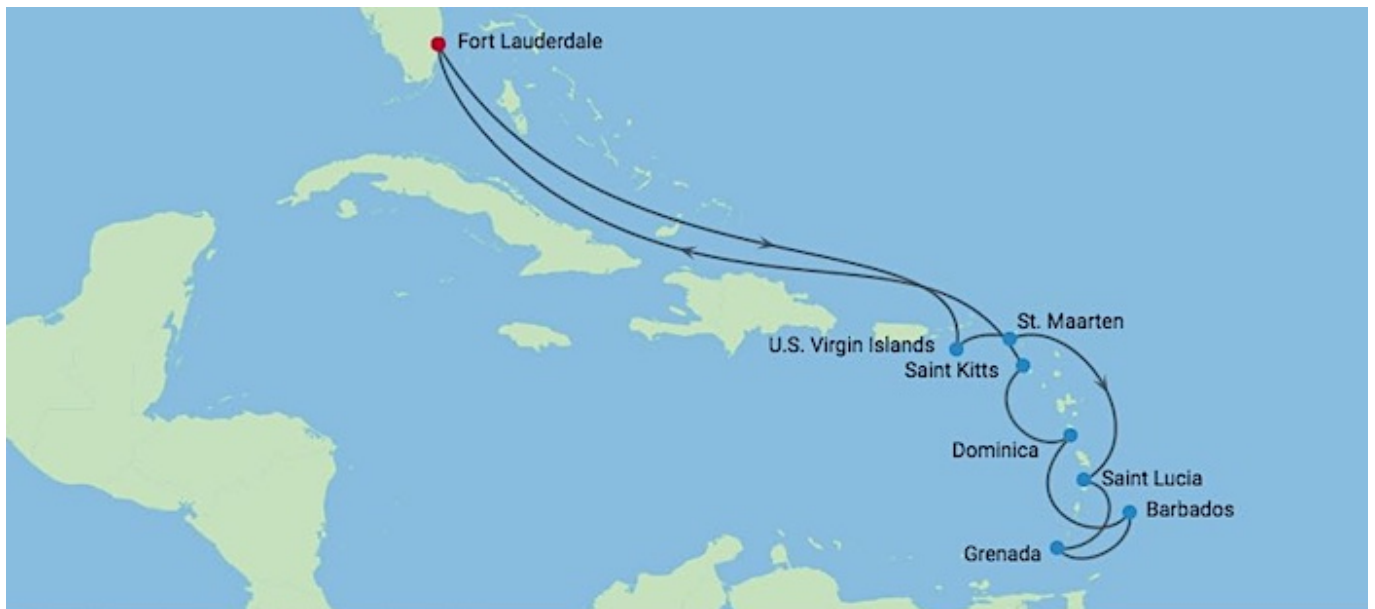 Fort Lauderdale
St. Maarten
U.S. Virgin Islands
Saint Kitts
Dominica
Saint Lucia
Barbados
Grenada